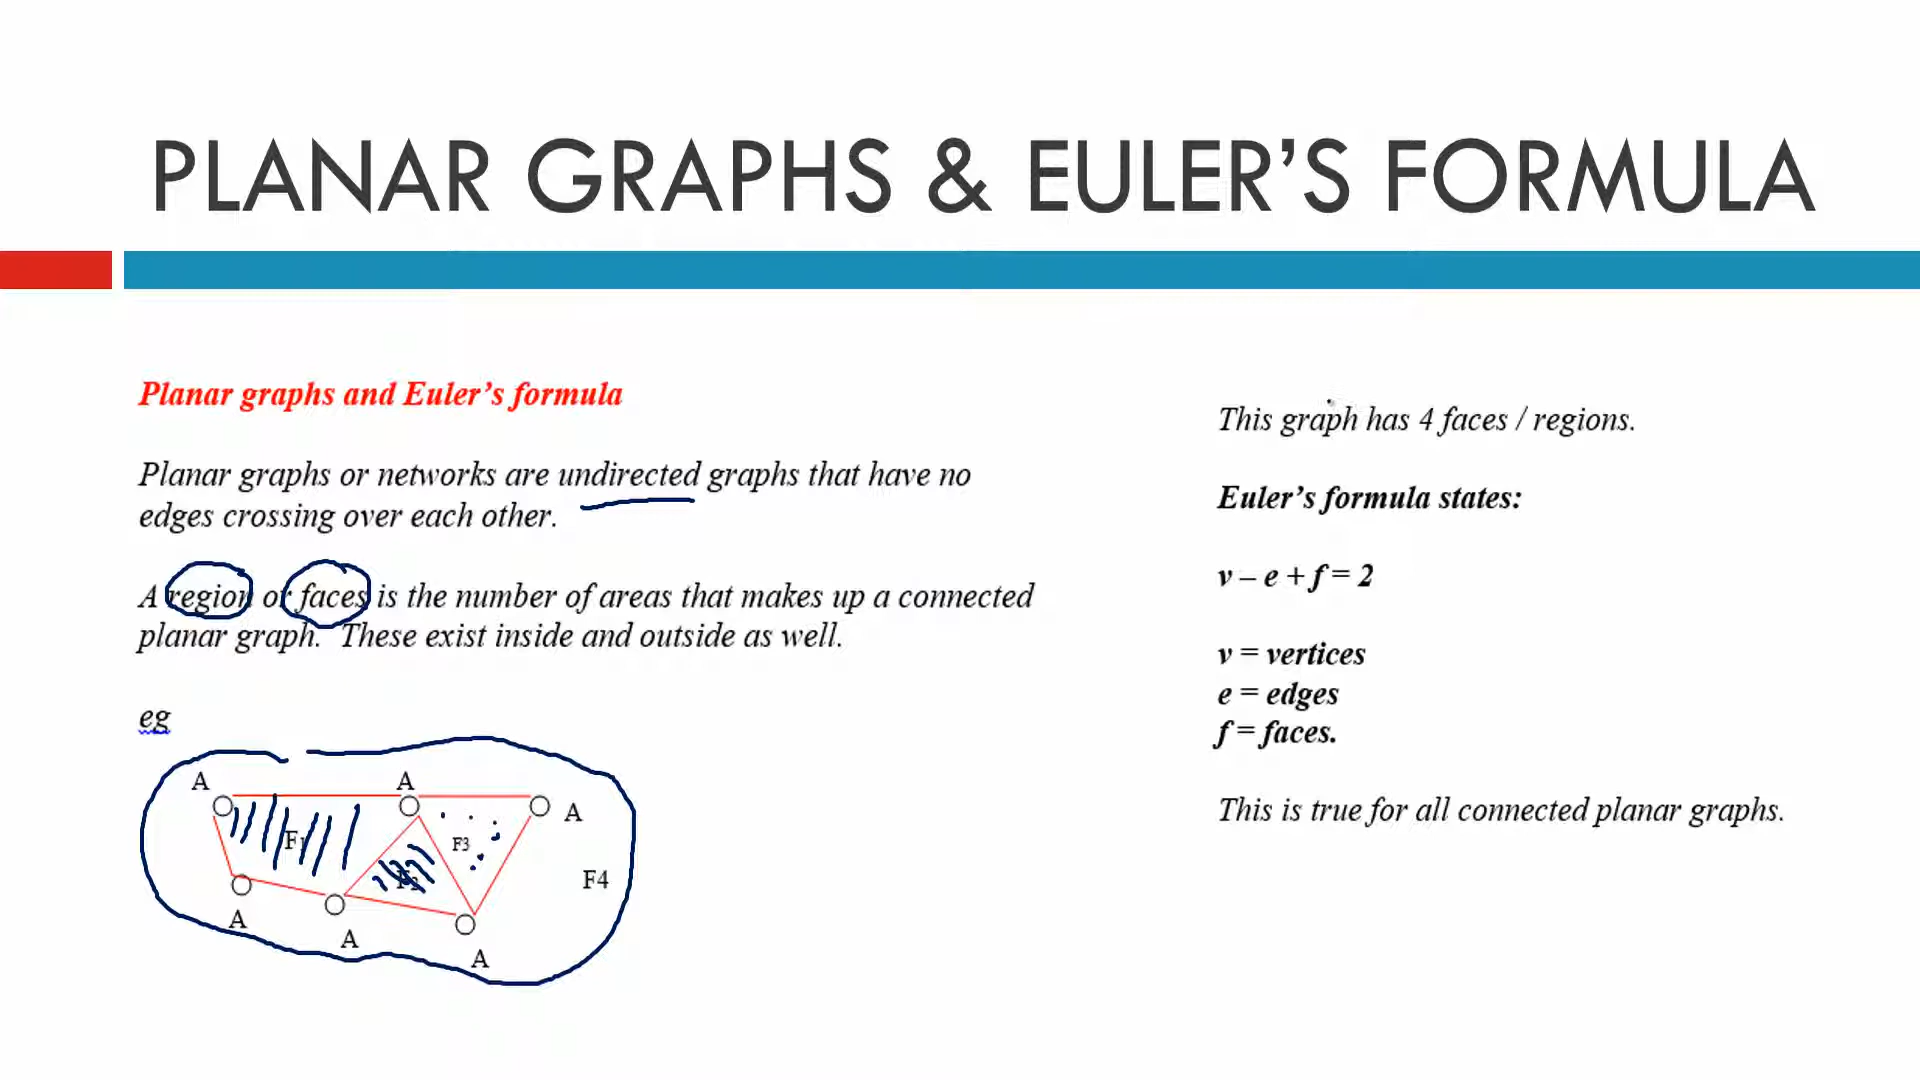 PLANAR GRAPHS & EULER’S FORMULA
Planar graphs and Euler’s formula
Planar graphs or networks are undirected graphs that have no
edges crossing over each other.
A region or faces is the number of areas that makes up a connected
planar graph.  These exist inside and outside as well.
eg
A
A
A
F1
F3
F2
F4
A
A
A
This graph has 4 faces / regions.
Euler’s formula states:
v – e + f = 2
v = vertices
e = edges
f = faces.
This is true for all connected planar graphs.